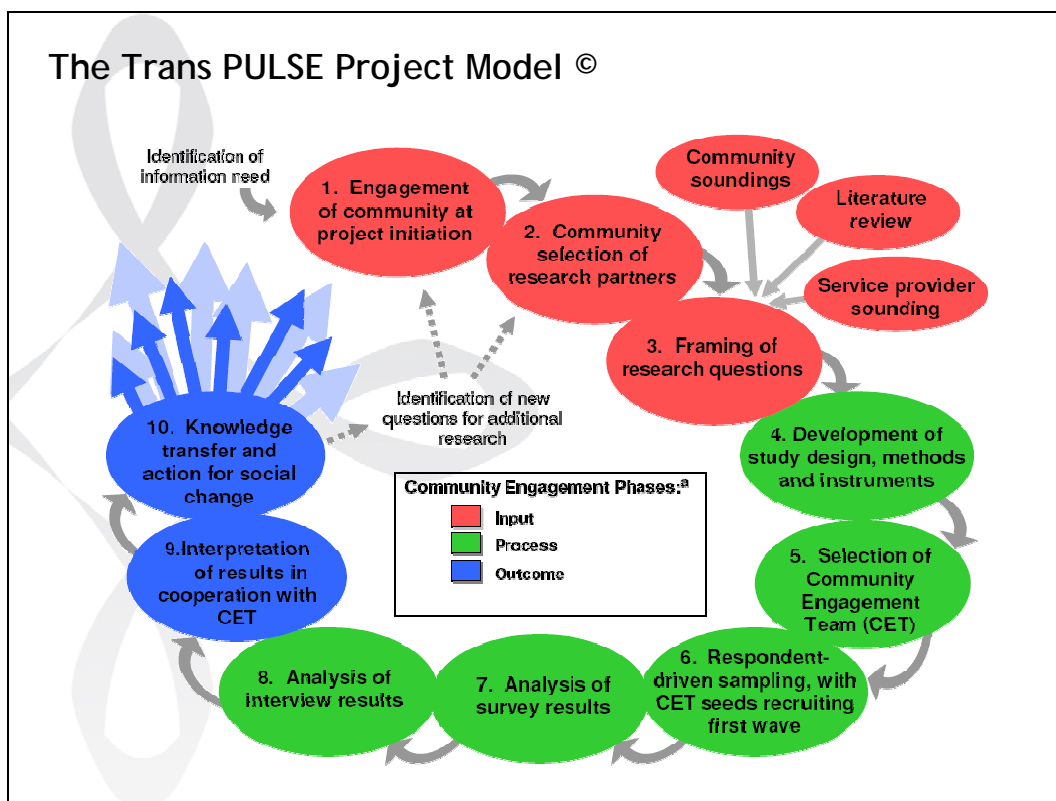 The Trans PULSE Project Model ©
Identification of
information need
1. Engagement
of community at
project initiation
2. Community
selection of
research partners
3. Framing of
research questions
Community
soundings
Literature
review
Service provider
sounding
4. Development of
study design, methods
and instruments
5. Selection of
Community
Engagement
Team (CET)
6. Respondent-
driven sampling, with
CET seeds recruiting
first wave
7. Analysis of
survey results
8. Analysis of
interview results
9.Interpretation
of results in
cooperation with
CET
10. Knowledge
transfer and
action for social
change
Identification of new
questions for additional
research
Community Engagement Phases:a
Input
Process
Outcome